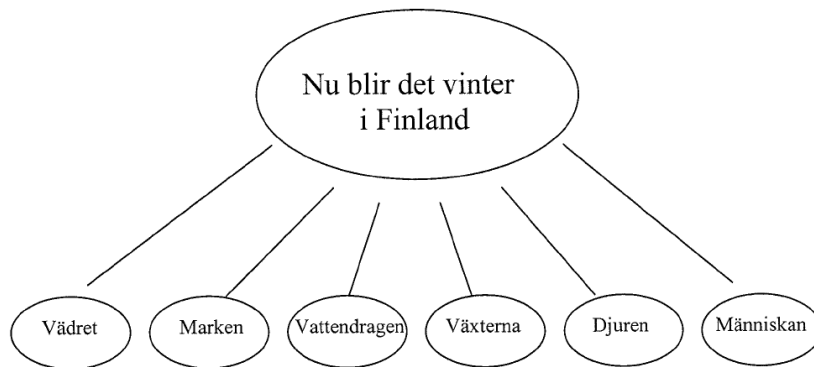 Nu blir det vinter
i Finland
Vädret
Marken
Vattendragen
Växterna
Djuren
Människan